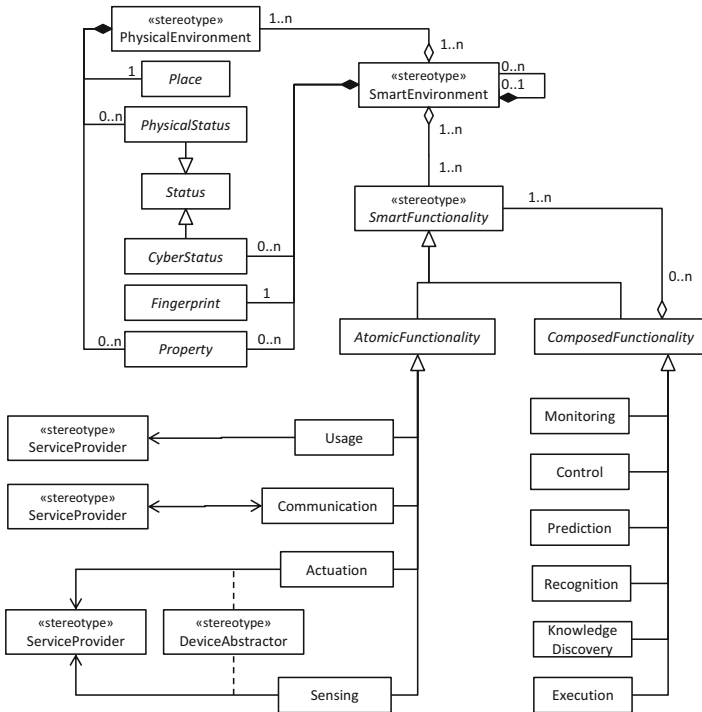 «stereotype»
PhysicalEnvironment
1..n
1..n
«stereotype»
SmartEnvironment
0..n
0..1
1
Place
0..n
PhysicalStatus
1..n
Status
1..n
«stereotype»
SmartFunctionality
1..n
CyberStatus
0..n
Fingerprint
1
0..n
Property
0..n
0..n
AtomicFunctionality
ComposedFunctionality
«stereotype»
ServiceProvider
Usage
Monitoring
Control
«stereotype»
ServiceProvider
Communication
Prediction
Actuation
Recognition
«stereotype»
ServiceProvider
«stereotype»
DeviceAbstractor
Knowledge
Discovery
Sensing
Execution